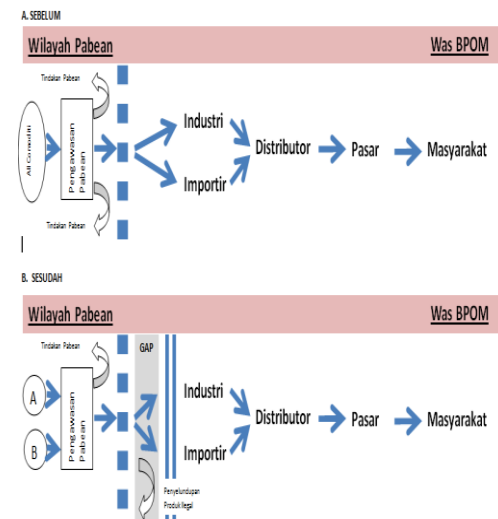 A. SEBELUM
Wilayah Pabean
Was BPOM
Tindakan Pabean
All Comodity
Pengawasan
Pabean
Industri
Importir
Distributor
Pasar
Masyarakat
Tindakan Pabean
B. SESUDAH
Wilayah Pabean
Was BPOM
Tindakan Pabean
GAP
A
B
Pengawasan
Pabean
Industri
Importir
Distributor
Pasar
Masyarakat
Penyelundupan
Produk Ilegal